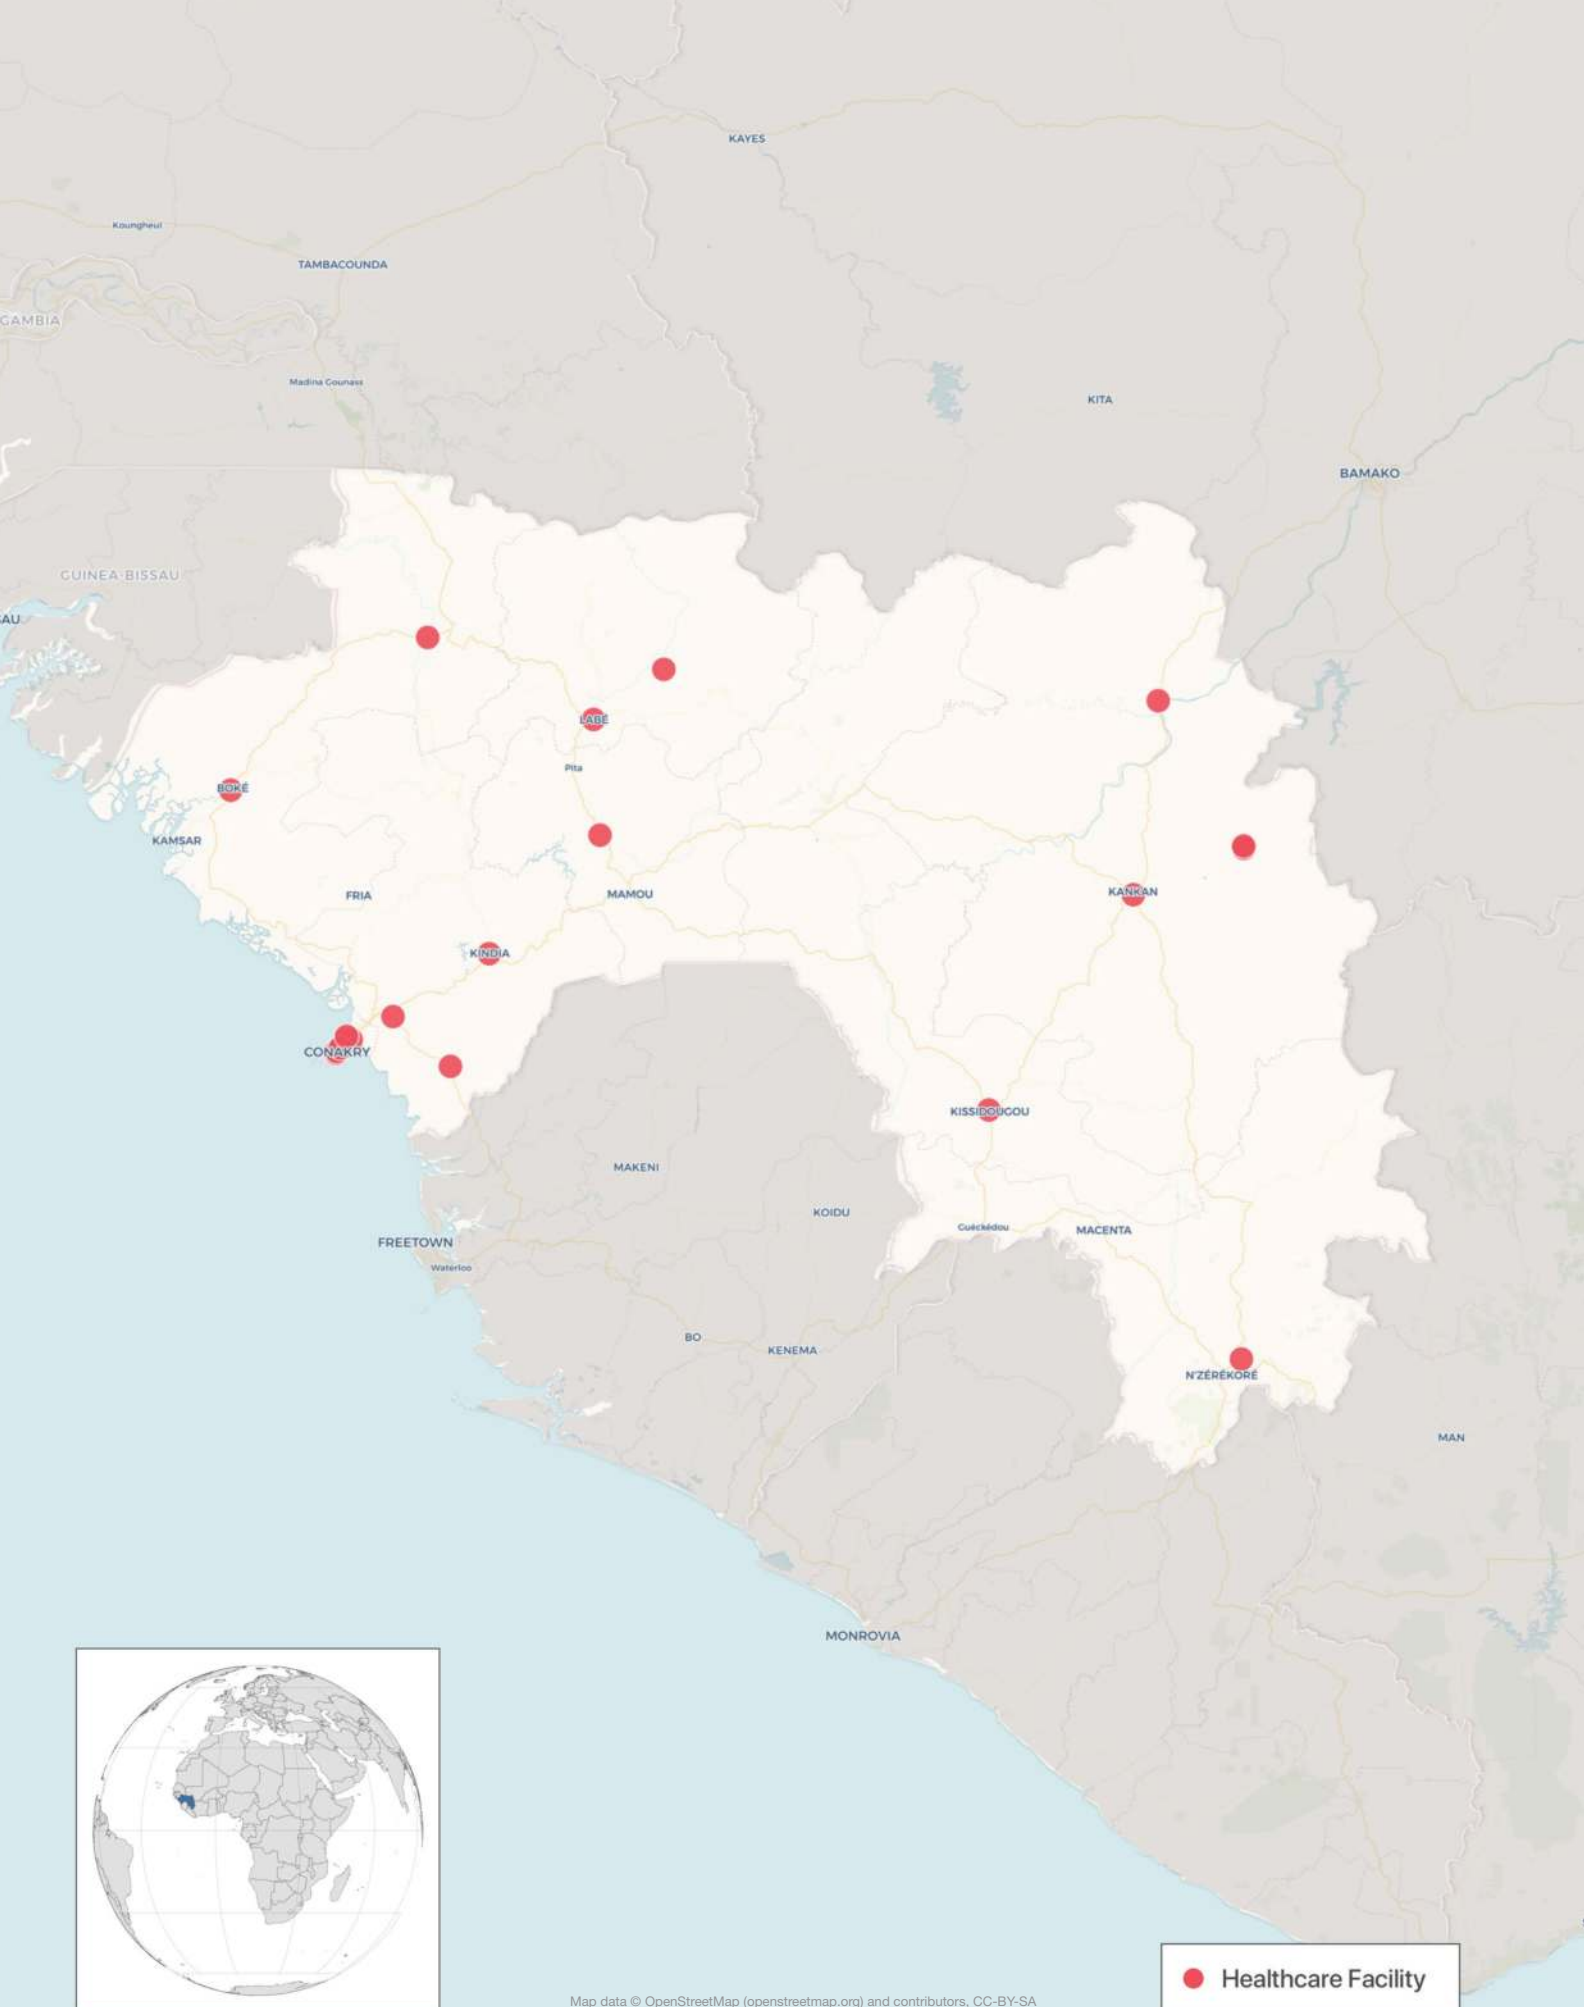 KAYES
Koungheul
TAMBACOUNDA
GAMBIA
Madina Gounass
KITA
BAMAKO
GUINEA-BISSAU
SAU
LABÉ
Pita
BOKÉ
KAMSAR
FRIA
MAMOU
KANKAN
KINDIA
CONAKRY
KISSIDOUGOU
MAKENI
KOIDU
Guéckédou
MACENTA
FREETOWN
Waterloo
BO
KENEMA
N'ZÉRÉKORÉ
MAN
MONROVIA
Healthcare Facility
Map data © OpenStreetMap (openstreetmap.org) and contributors, CC-BY-SA